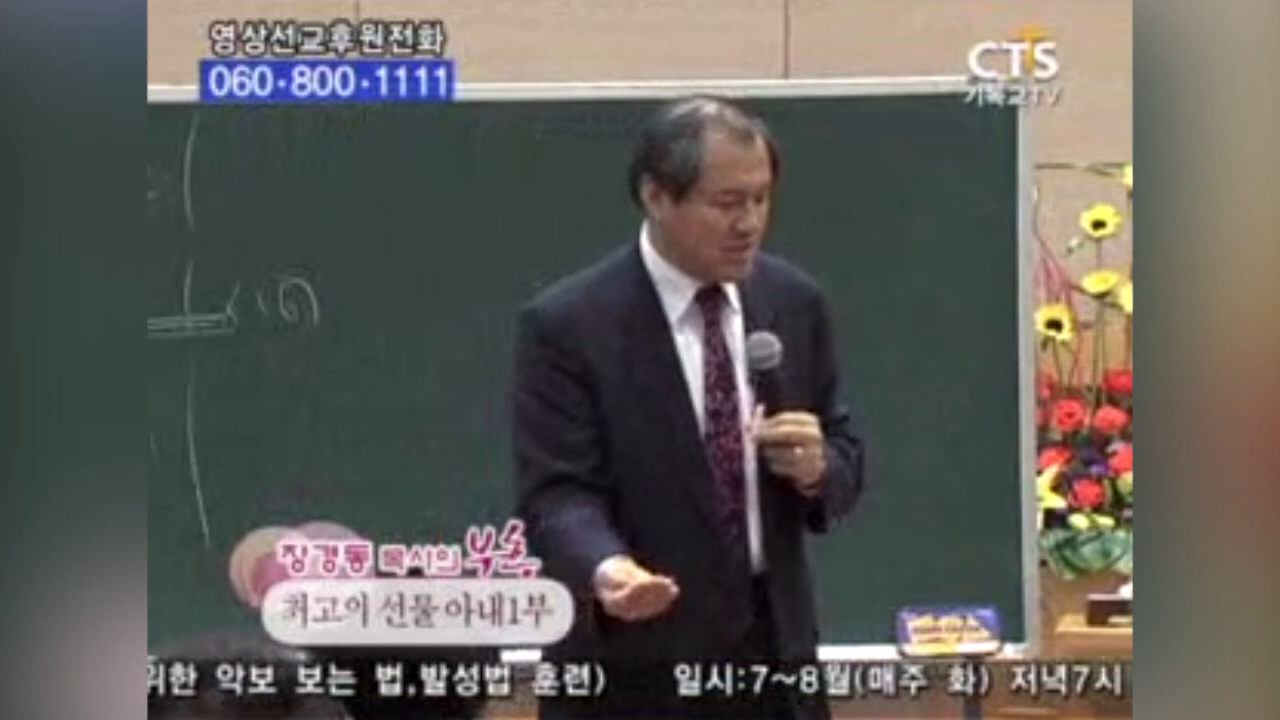 영상선교후원전화
060·800·1111
CTS
기독교TV
장경동 목사의 부흥
최고의 선물 아내1부
위한 악보 보는 법,발성법 훈련) 일시:7~8월(매주 화) 저녁7시